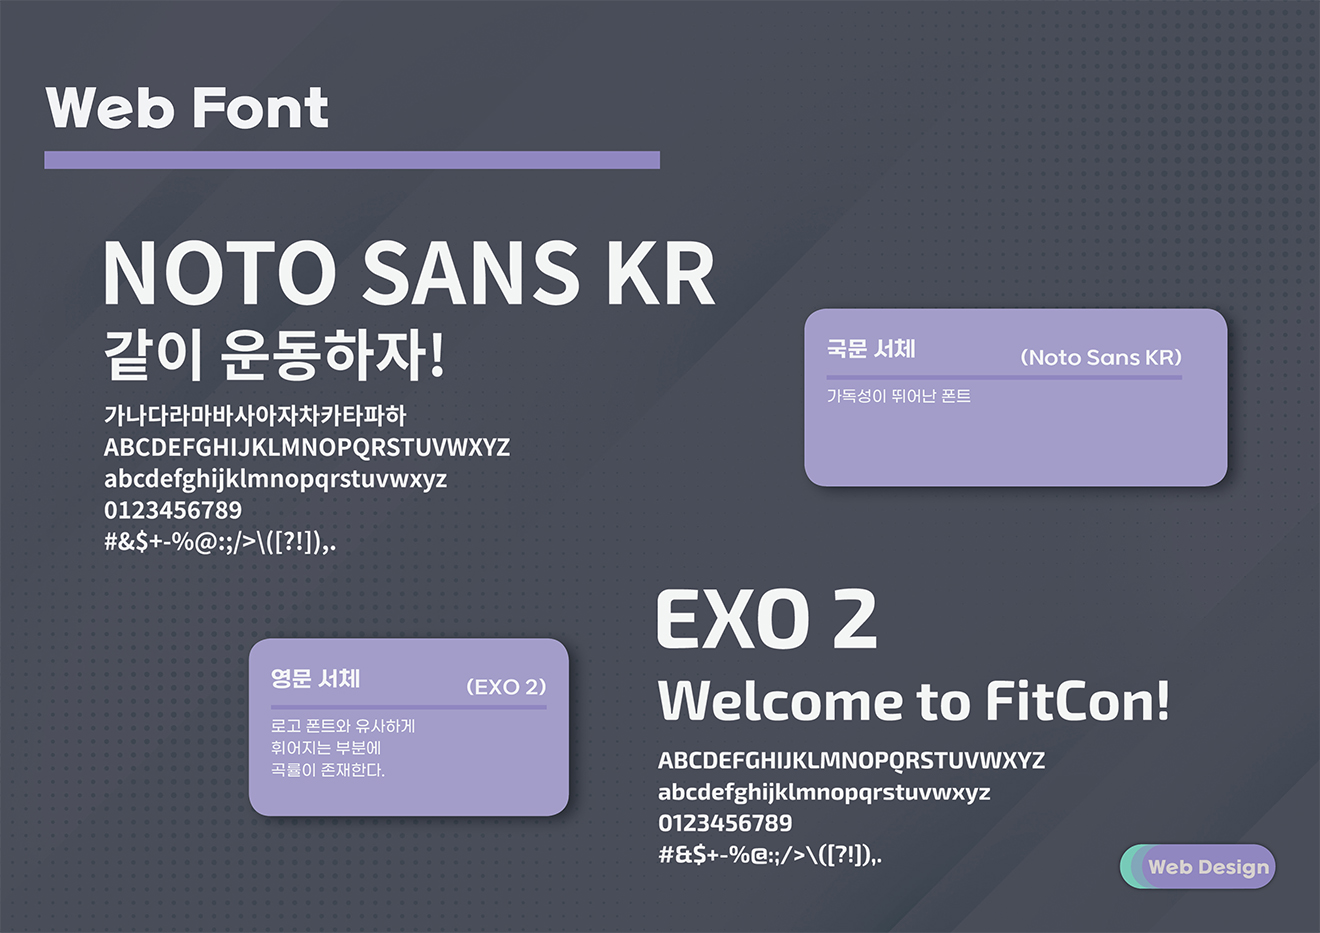 Web Font
NOTO SANS KR
같이 운동하자!
가나다라마바사아자차카타파하
ABCDEFGHIJKLMNOPQRSTUVWXYZ
abcdefghijklmnopqrstuvwxyz
0123456789
#&$+-%@:;/>\([?!]),.
국문 서체 (Noto Sans KR)
가독성이 뛰어난 폰트
영문 서체 (EXO 2)
로고 폰트와 유사하게
휘어지는 부분에
곡률이 존재한다.
EXO 2
Welcome to FitCon!
ABCDEFGHIJKLMNOPQRSTUVWXYZ
abcdefghijklmnopqrstuvwxyz
0123456789
#&$+-%@:;/>\([?!]),.
Web Design